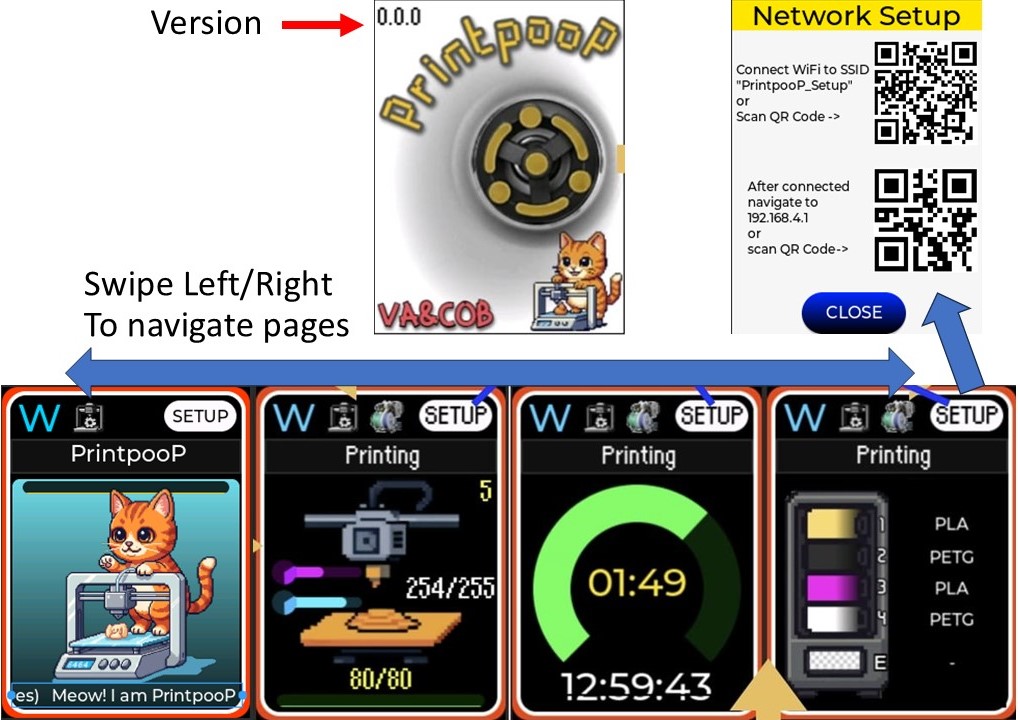 Version
0.0.0
Printpoop
VA&COB
Network Setup
Connect WiFi to SSID
"PrintpooP_Setup"
or
Scan QR Code ->
After connected
navigate to
192.168.4.1
or
scan QR Code->
CLOSE
Swipe Left/Right
To navigate pages
W
SETUP
PrintpooP
es) Meow! I am PrintpooP
W
SETUP
Printing
5
254/255
80/80
W
SETUP
Printing
01:49
12:59:43
W
SETUP
Printing
1 PLA
2 PETG
3 PLA
4 PETG
E -